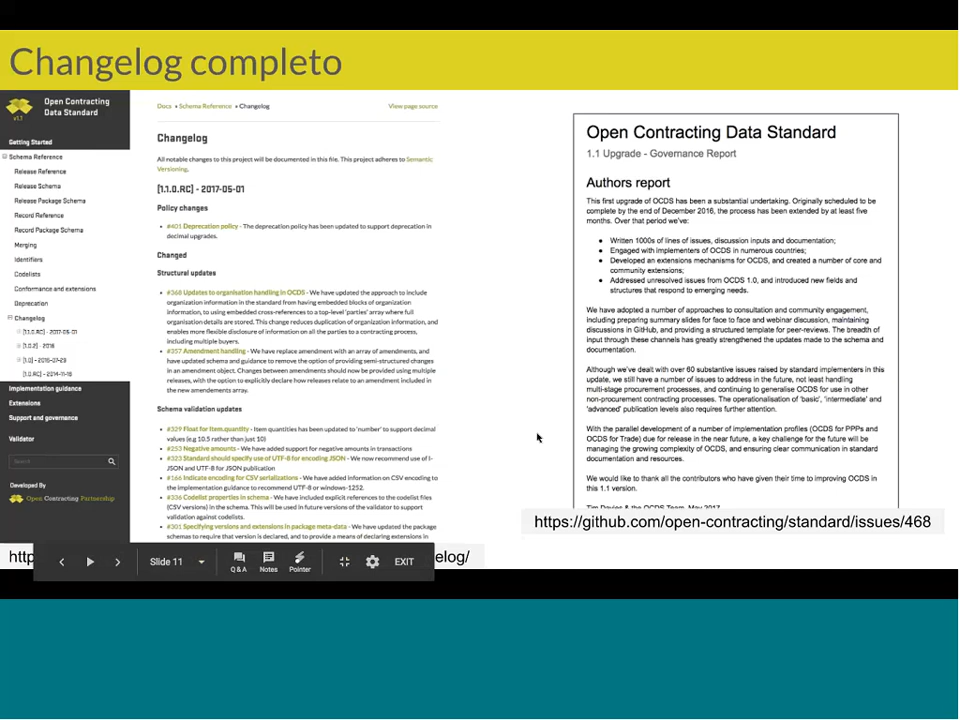 Changelog completo
Open Contracting
Data Standard
v1.1
Getting Started
Schema Reference
Release Reference
Release Schema
Release Package Schema
Record Reference
Record Package Schema
Merging
Identifiers
Codelists
Conformance and extensions
Deprecation
Changelog
[1.1.0.RC] - 2017-05-01
[1.0.2] - 2016
[1.0] - 2015-07-29
[1.0.RC] - 2014-11-18
Implementation guidance
Extensions
Support and governance
Validator
Search
Developed By
Open Contracting Partnership
Docs • Schema Reference • Changelog
View page source
Changelog
All notable changes to this project will be documented in this file. This project adheres to Semantic
Versioning.
[1.1.0.RC] - 2017-05-01
Policy changes
#401 Deprecation policy - The deprecation policy has been updated to support deprecation in
decimal upgrades.
Changed
Structural updates
#368 Updates to organisation handling in OCDS - We have updated the approach to include
organization information in the standard from having embedded blocks of organization
information, to using embedded cross-references to a top-level 'parties' array where full
organisation details are stored. This change reduces duplication of organization information, and
enables more flexible disclosure of information on all the parties to a contracting process,
including multiple buyers.
#357 Amendment handling - We have replace amendment with an array of amendments, and
have updated schema and guidance to remove the option of providing semi-structured changes
in an amendment object. Changes between amendments should now be provided using multiple
releases, with the option to explicitly declare how releases relate to an amendment included in
the new amendments array.
Schema validation updates
#329 Float for Item.quantity - Item quantities has been updated to 'number' to support decimal
values (e.g 10.5 rather than just 10)
#253 Negative amounts - We have added support for negative amounts in transactions
#323 Standard should specify use of UTF-8 for encoding JSON - We now recommend use of I-
JSON and UTF-8 for JSON publication
#166 Indicate encoding for CSV serializations - We have added information on CSV encoding to
the implementation guidance to recommend UTF-8 or windows-1252.
#336 Codelist properties in schema - We have included explicit references to the codelist files
(CSV versions) in the schema. This will be used in future versions of the validator to support
validation against codelists.
#301 Specifying versions and extensions in package meta-data - We have updated the package
schemas to require that version is declared, and to provide a means of declaring extensions in
Open Contracting Data Standard
1.1 Upgrade - Governance Report
Authors report
This first upgrade of OCDS has been a substantial undertaking. Originally scheduled to be
complete by the end of December 2016, the process has been extended by at least five
months. Over that period we've:
● Written 1000s of lines of issues, discussion inputs and documentation;
● Engaged with implementers of OCDS in numerous countries;
● Developed an extensions mechanisms for OCDS, and created a number of core and
community extensions;
● Addressed unresolved issues from OCDS 1.0, and introduced new fields and
structures that respond to emerging needs.
We have adopted a number of approaches to consultation and community engagement,
including preparing summary slides for face to face and webinar discussion, maintaining
discussions in GitHub, and providing a structured template for peer-reviews. The breadth of
input through these channels has greatly strengthened the updates made to the schema and
documentation.
Although we've dealt with over 60 substantive issues raised by standard implementers in this
update, we still have a number of issues to address in the future, not least handling
multi-stage procurement processes, and continuing to generalise OCDS for use in other
non-procurement contracting processes. The operationalisation of 'basic', 'intermediate' and
'advanced' publication levels also requires further attention.
With the parallel development of a number of implementation profiles (OCDS for PPPs and
OCDS for Trade) due for release in the near future, a key challenge for the future will be
managing the growing complexity of OCDS, and ensuring clear communication in standard
documentation and resources.
We would like to thank all the contributors who have given their time to improving OCDS in
this 1.1 version.
Tim Davies & the OCDS Team, May 2017
https://github.com/open-contracting/standard/issues/468
http
elog/
Slide 11
Q&A
Notes
Pointer
EXIT